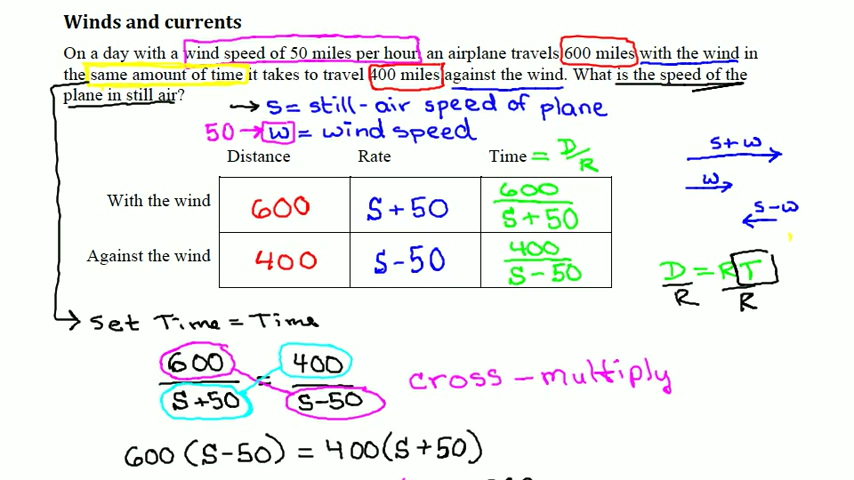 Winds and currents
On a day with a wind speed of 50 miles per hour, an airplane travels 600 miles with the wind in
the same amount of time it takes to travel 400 miles against the wind. What is the speed of the
plane in still air?
→ s = still-air speed of plane
50 → w = wind speed
Distance Rate Time = D/R
With the wind 600 S+50 600/(S+50)
Against the wind 400 S-50 400/(S-50)
s+w
w
s-w
D = RT
R R
→ Set Time = Time
600/(S+50) = 400/(S-50) cross-multiply
600(S-50) = 400(S+50)